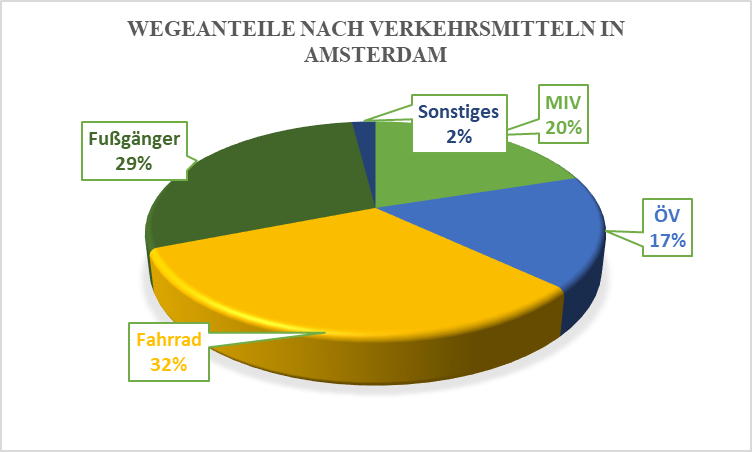 WEGEANTEILE NACH VERKEHRSMITTELN IN
AMSTERDAM
Sonstiges
2%
MIV
20%
Fußgänger
29%
ÖV
17%
Fahrrad
32%